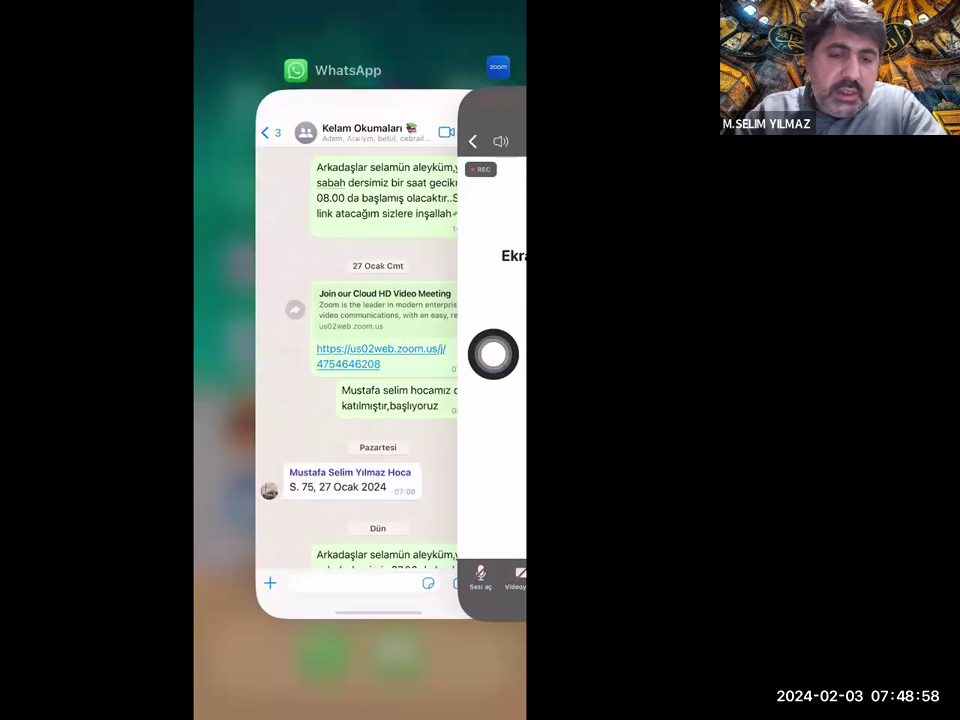 WhatsApp
zoom
3
Kelam Okumaları
Adem, Arailym, betül, cebrail...
Arkadaşlar selamün aleyküm,
sabah dersimiz bir saat gecik
08.00 da başlamış olacaktır..S
link atacağım sizlere inşallah
27 Ocak Cmt
Join our Cloud HD Video Meeting
Zoom is the leader in modern enterpris
video communications, with an easy, re
us02web.zoom.us
https://us02web.zoom.us/j/
4754646208
Mustafa selim hocamız
katılmıştır,başlıyoruz
Pazartesi
Mustafa Selim Yılmaz Hoca
S. 75, 27 Ocak 2024
07:08
Dün
Arkadaşlar selamün aleyküm,
REC
Ekra
Sesi aç
Videoy
M.SELIM YILMAZ
2024-02-03 07:48:58